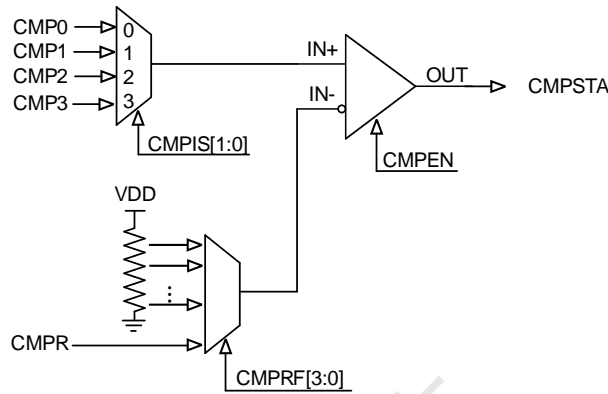 CMP0
CMP1
CMP2
CMP3
0
1
2
3
CMPIS[1:0]
IN+
IN-
OUT
CMPSTA
CMPEN
VDD
CMPR
CMPRF[3:0]